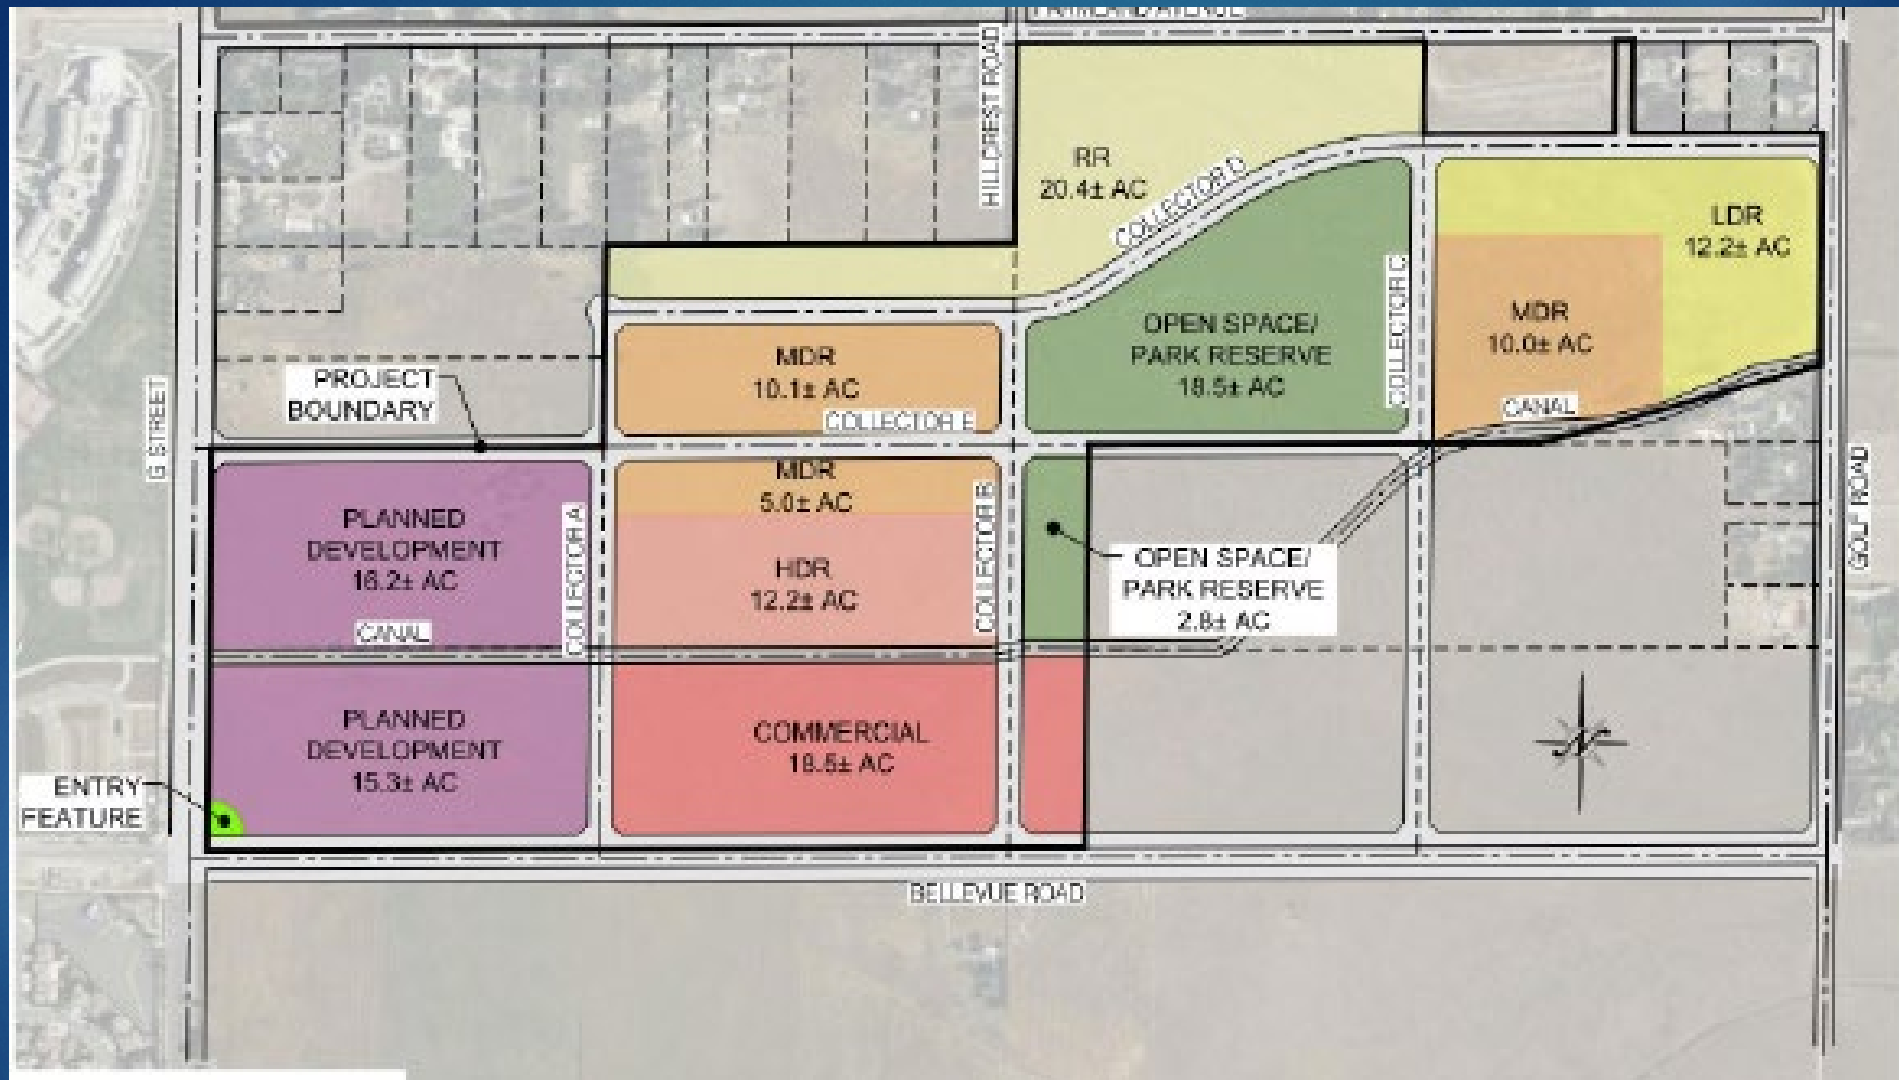 FARMLAND AVENUE
HILLCREST ROAD
RR
20.4± AC
COLLECTOR D
LDR
12.2± AC
COLLECTOR C
MDR
10.0± AC
OPEN SPACE/
PARK RESERVE
18.5± AC
MDR
10.1± AC
COLLECTOR E
CANAL
PROJECT
BOUNDARY
G STREET
GOLF ROAD
PLANNED
DEVELOPMENT
16.2± AC
COLLECTOR A
MDR
5.0± AC
HDR
12.2± AC
COLLECTOR B
OPEN SPACE/
PARK RESERVE
2.8± AC
CANAL
PLANNED
DEVELOPMENT
15.3± AC
COMMERCIAL
18.5± AC
ENTRY
FEATURE
N
BELLEVUE ROAD